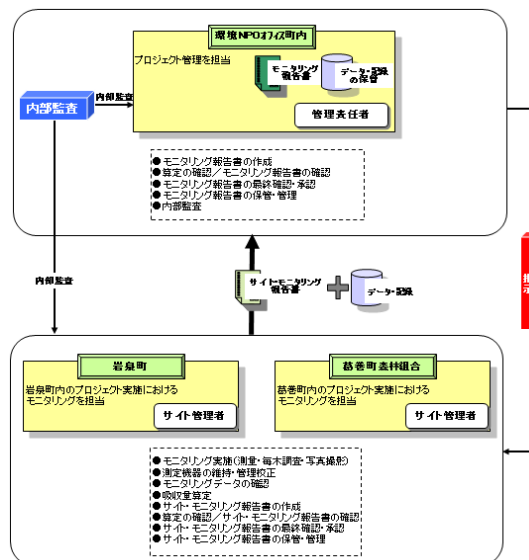 環境NPOオフィス町内
プロジェクト管理を担当
モニタリング
報告書
データ・記録
の保管
管理責任者
内部監査
内部監査
●モニタリング報告書の作成
●算定の確認／モニタリング報告書の確認
●モニタリング報告書の最終確認・承認
●モニタリング報告書の保管・管理
●内部監査
内部監査
サイト・モニタリング
報告書
データ・記録
指示
岩泉町
岩泉町内のプロジェクト実施における
モニタリングを担当
サイト管理者
葛巻町森林組合
葛巻町内のプロジェクト実施における
モニタリングを担当
サイト管理者
●モニタリング実施（測量・毎木調査・写真撮影）
●測定機器の維持・管理校正
●モニタリングデータの確認
●吸収量算定
●サイト・モニタリング報告書の作成
●算定の確認／サイト・モニタリング報告書の確認
●サイト・モニタリング報告書の最終確認・承認
●サイト・モニタリング報告書の保管・管理